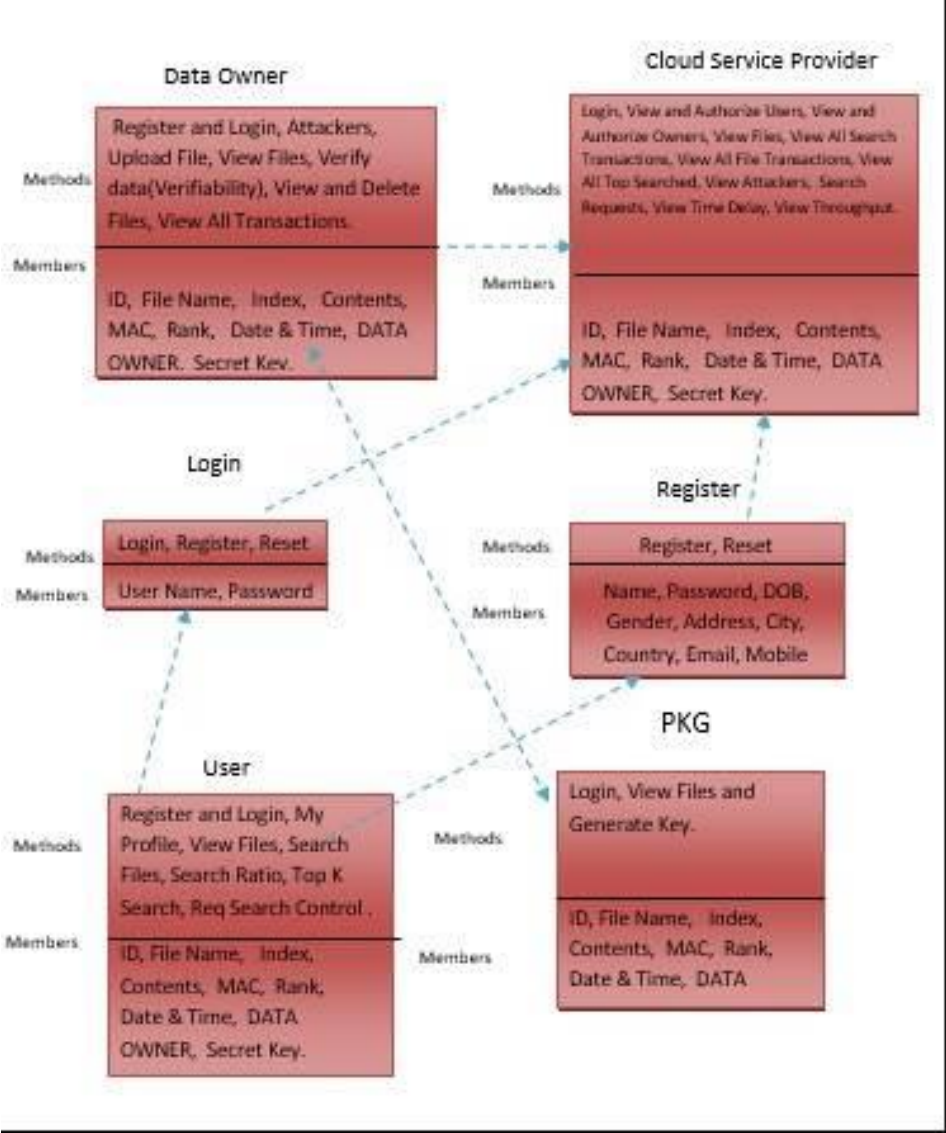 Data Owner
Methods
Register and Login, Attackers,
Upload File, View Files, Verify
data(Verifiability), View and Delete
Files, View All Transactions.
Members
ID, File Name, Index, Contents,
MAC, Rank, Date & Time, DATA
OWNER. Secret Key.
Cloud Service Provider
Methods
Login, View and Authorize Users, View and
Authorize Owners, View Files, View All Search
Transactions, View All File Transactions, View
All Top Searched, View Attackers, Search
Requests, View Time Delay, View Throughput.
Members
ID, File Name, Index, Contents,
MAC, Rank, Date & Time, DATA
OWNER, Secret Key.
Login
Methods
Login, Register, Reset
Members
User Name, Password
Register
Methods
Register, Reset
Members
Name, Password, DOB,
Gender, Address, City,
Country, Email, Mobile
User
Methods
Register and Login, My
Profile, View Files, Search
Files, Search Ratio, Top K
Search, Req Search Control .
Members
ID, File Name, Index,
Contents, MAC, Rank,
Date & Time, DATA
OWNER, Secret Key.
PKG
Methods
Login, View Files and
Generate Key.
Members
ID, File Name, Index,
Contents, MAC, Rank,
Date & Time, DATA